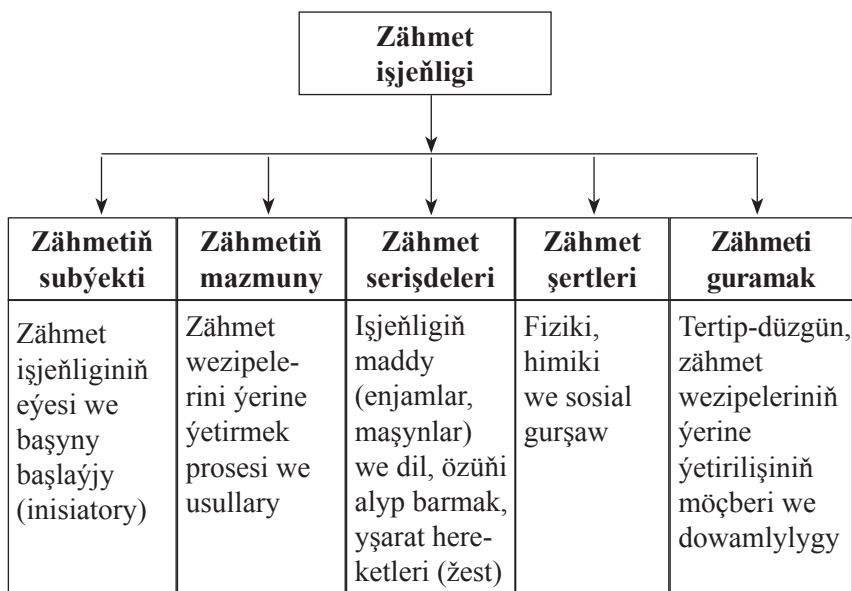 Zähmet
işjeňligi
Zähmetiň
subýekti
Zähmet
işjeňliginiň
eýesi we
başyny
başlaýjy
(inisiatory)
Zähmetiň
mazmuny
Zähmet
wezipele-
rini ýerine
ýetirmek
prosesi we
usullary
Zähmet
serişdeleri
Işjeňligiň
maddy
(enjamlar,
maşynlar)
we dil, özüňi
alyp barmak,
yşarat here-
ketleri (žest)
Zähmet
şertleri
Fiziki,
himiki
we sosial
gurşaw
Zähmeti
guramak
Tertip-düzgün,
zähmet
wezipeleriniň
ýerine
ýetirilişiniň
möçberi we
dowamlylygy